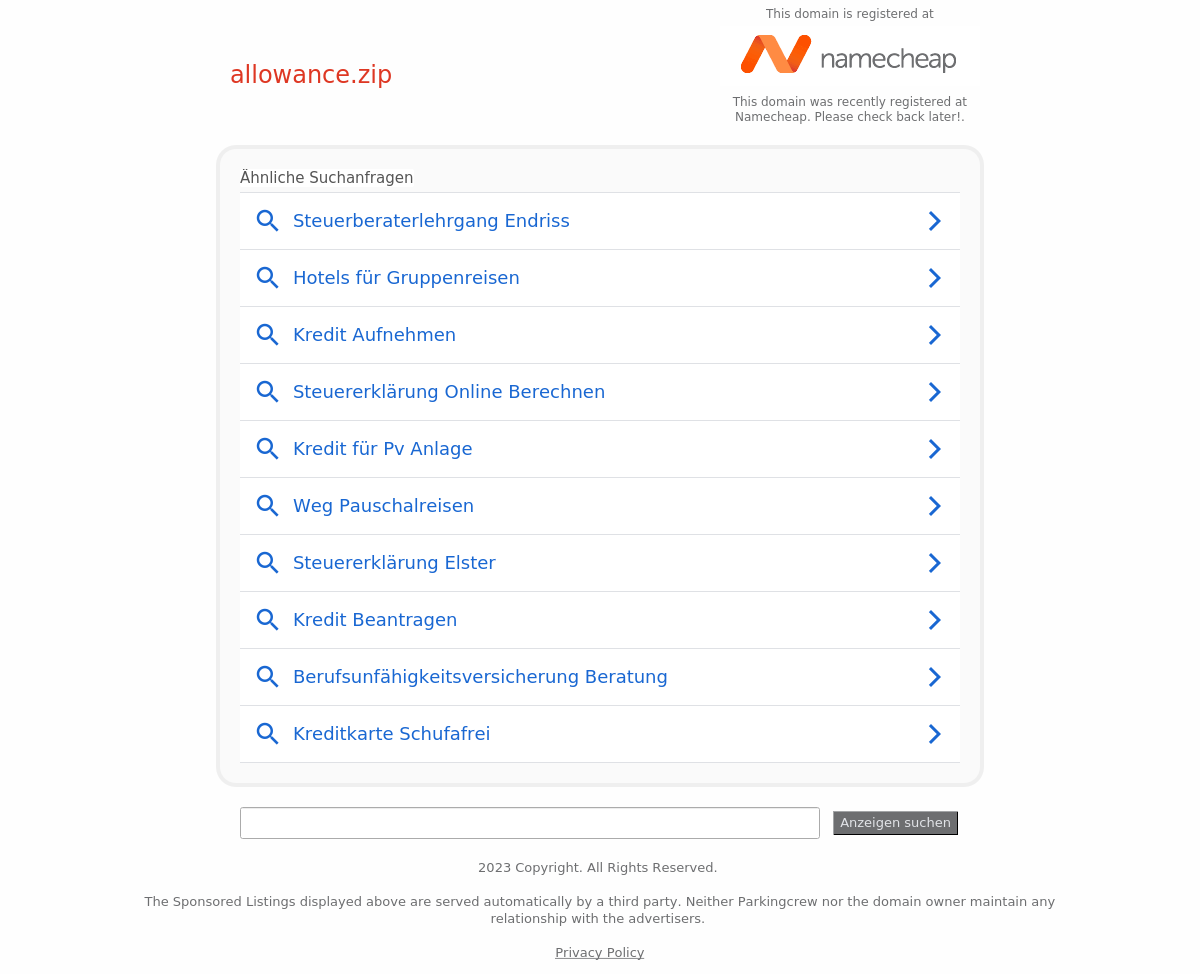 This domain is registered at
namecheap
allowance.zip
This domain was recently registered at
Namecheap. Please check back later!.
Ähnliche Suchanfragen
Steuerberaterlehrgang Endriss
Hotels für Gruppenreisen
Kredit Aufnehmen
Steuererklärung Online Berechnen
Kredit für Pv Anlage
Weg Pauschalreisen
Steuererklärung Elster
Kredit Beantragen
Berufsunfähigkeitsversicherung Beratung
Kreditkarte Schufafrei
Anzeigen suchen
2023 Copyright. All Rights Reserved.
The Sponsored Listings displayed above are served automatically by a third party. Neither Parkingcrew nor the domain owner maintain any
relationship with the advertisers.
Privacy Policy